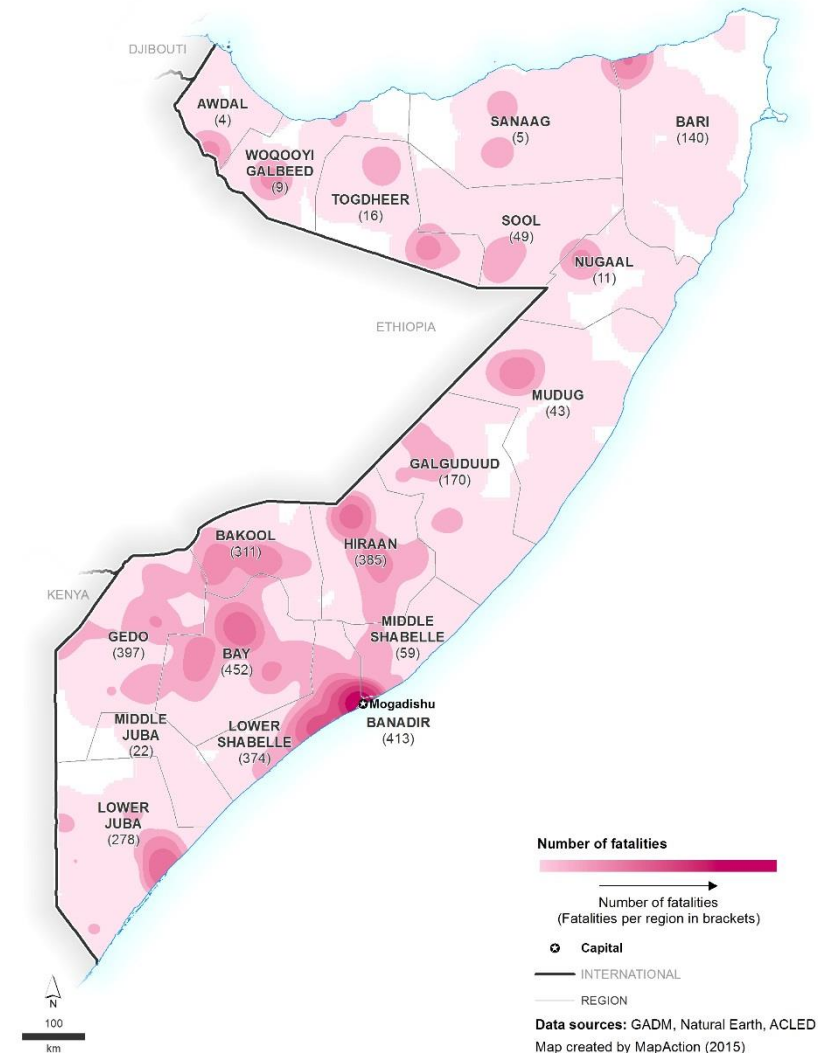 DJIBOUTI
AWDAL
(4)
WOQOOYI
GALBEED
(9)
TOGDHEER
(16)
SANAAG
(5)
BARI
(140)
SOOL
(49)
NUGAAL
(11)
ETHIOPIA
MUDUG
(43)
GALGUDUUD
(170)
BAKOOL
(311)
HIRAAN
(385)
KENYA
GEDO
(397)
BAY
(452)
MIDDLE
SHABELLE
(59)
Mogadishu
BANADIR
(413)
MIDDLE
JUBA
(22)
LOWER
SHABELLE
(374)
LOWER
JUBA
(278)
N
100
km
Number of fatalities
Number of fatalities
(Fatalities per region in brackets)
Capital
INTERNATIONAL
REGION
Data sources: GADM, Natural Earth, ACLED
Map created by MapAction (2015)